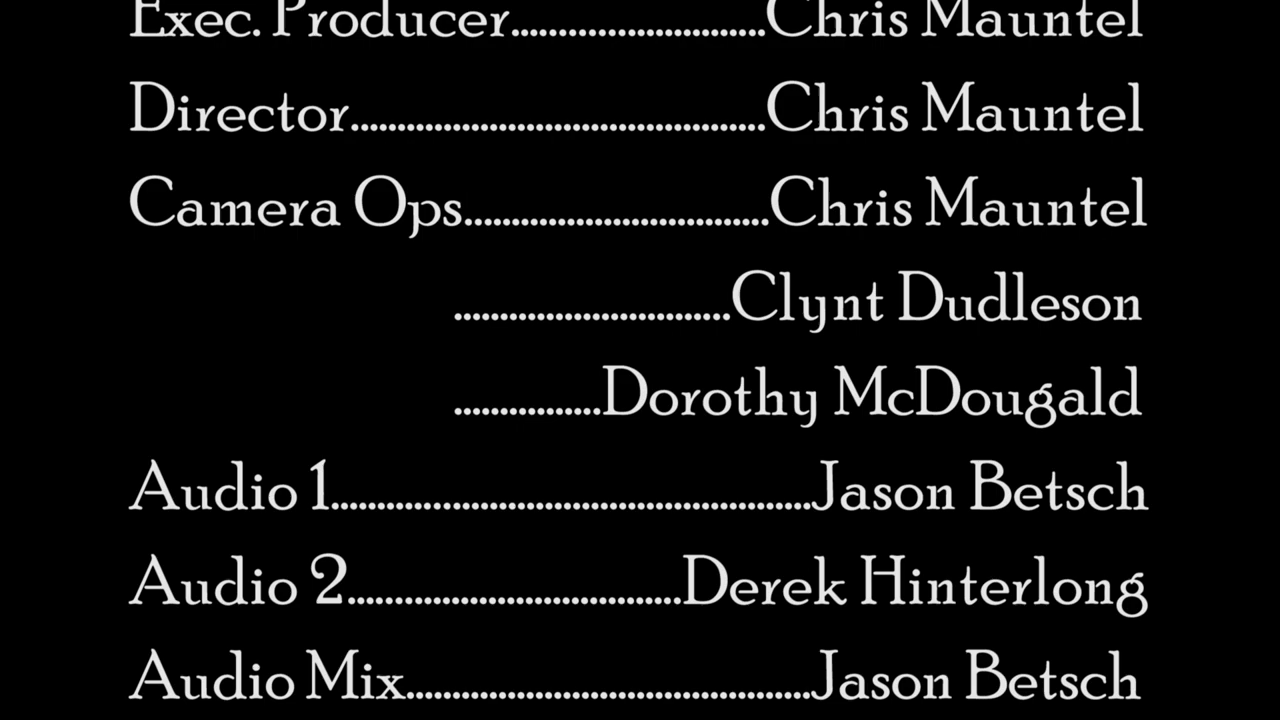 Exec. Producer...........................Chris Mauntel
Director............................................Chris Mauntel
Camera Ops................................Chris Mauntel
.............................Clynt Dudleson
................Dorothy McDougald
Audio 1...................................................Jason Betsch
Audio 2...................................Derek Hinterlong
Audio Mix...........................................Jason Betsch